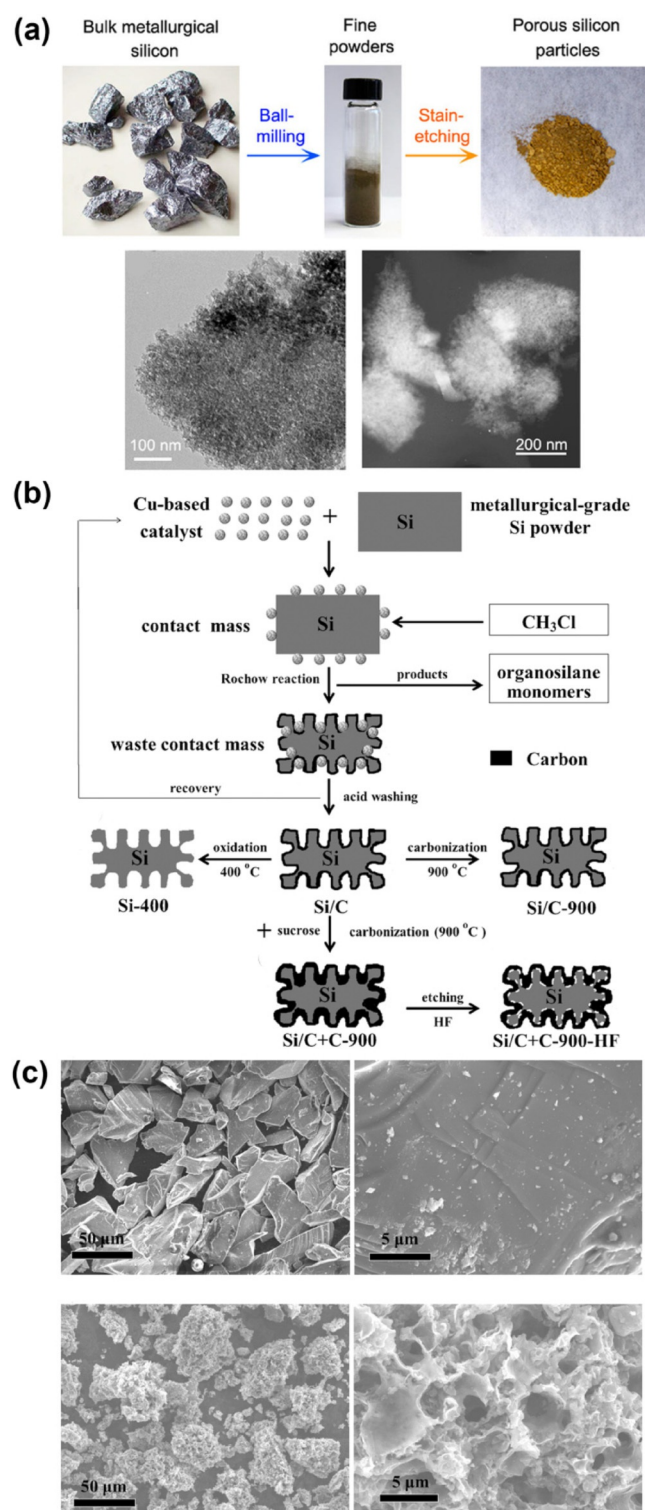 (a)
Bulk metallurgical
silicon
Fine
powders
Porous silicon
particles
Ball-
milling
Stain-
etching
100 nm
200 nm
(b)
Cu-based
catalyst
+
Si
metallurgical-grade
Si powder
contact mass
Si
CH₃Cl
Rochow reaction
products
organosilane
monomers
waste contact mass
Si
Carbon
recovery
acid washing
Si
oxidation
400 °C
Si
carbonization
900 °C
Si
Si-400
Si/C
Si/C-900
+ sucrose
carbonization (900 °C )
Si
etching
HF
Si
Si/C+C-900
Si/C+C-900-HF
(c)
50 μm
5 μm
50 μm
5 μm